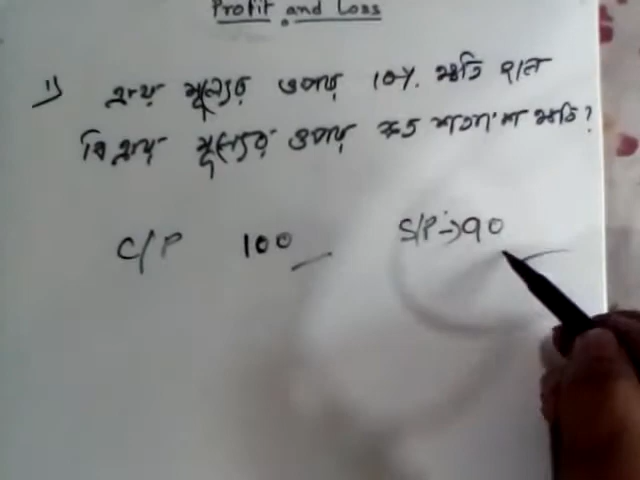 Profit and Loss
1) ক্রয় মূল্যের ওপর 10% ক্ষতি হলে
বিক্রয় মূল্যের ওপর কত শতাংশ ক্ষতি?
C/P 100 S/P→90